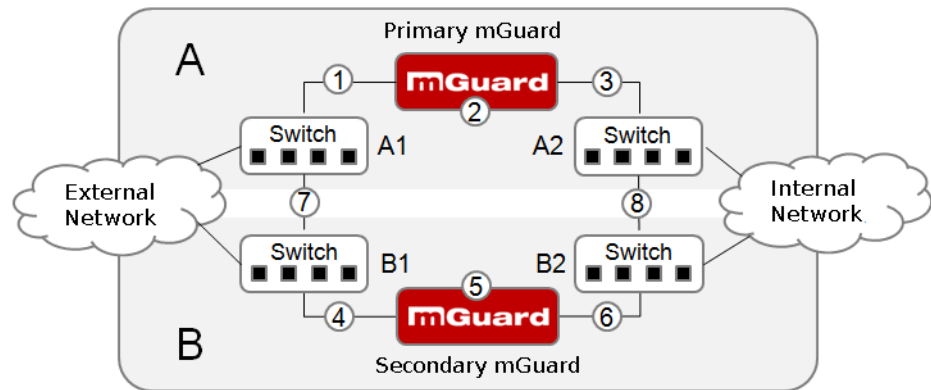 Primary mGuard
A
1
mGuard
3
2
Switch
A1
A2
Switch
External
Network
Internal
Network
7
8
Switch
B1
B2
Switch
5
4
mGuard
6
B
Secondary mGuard